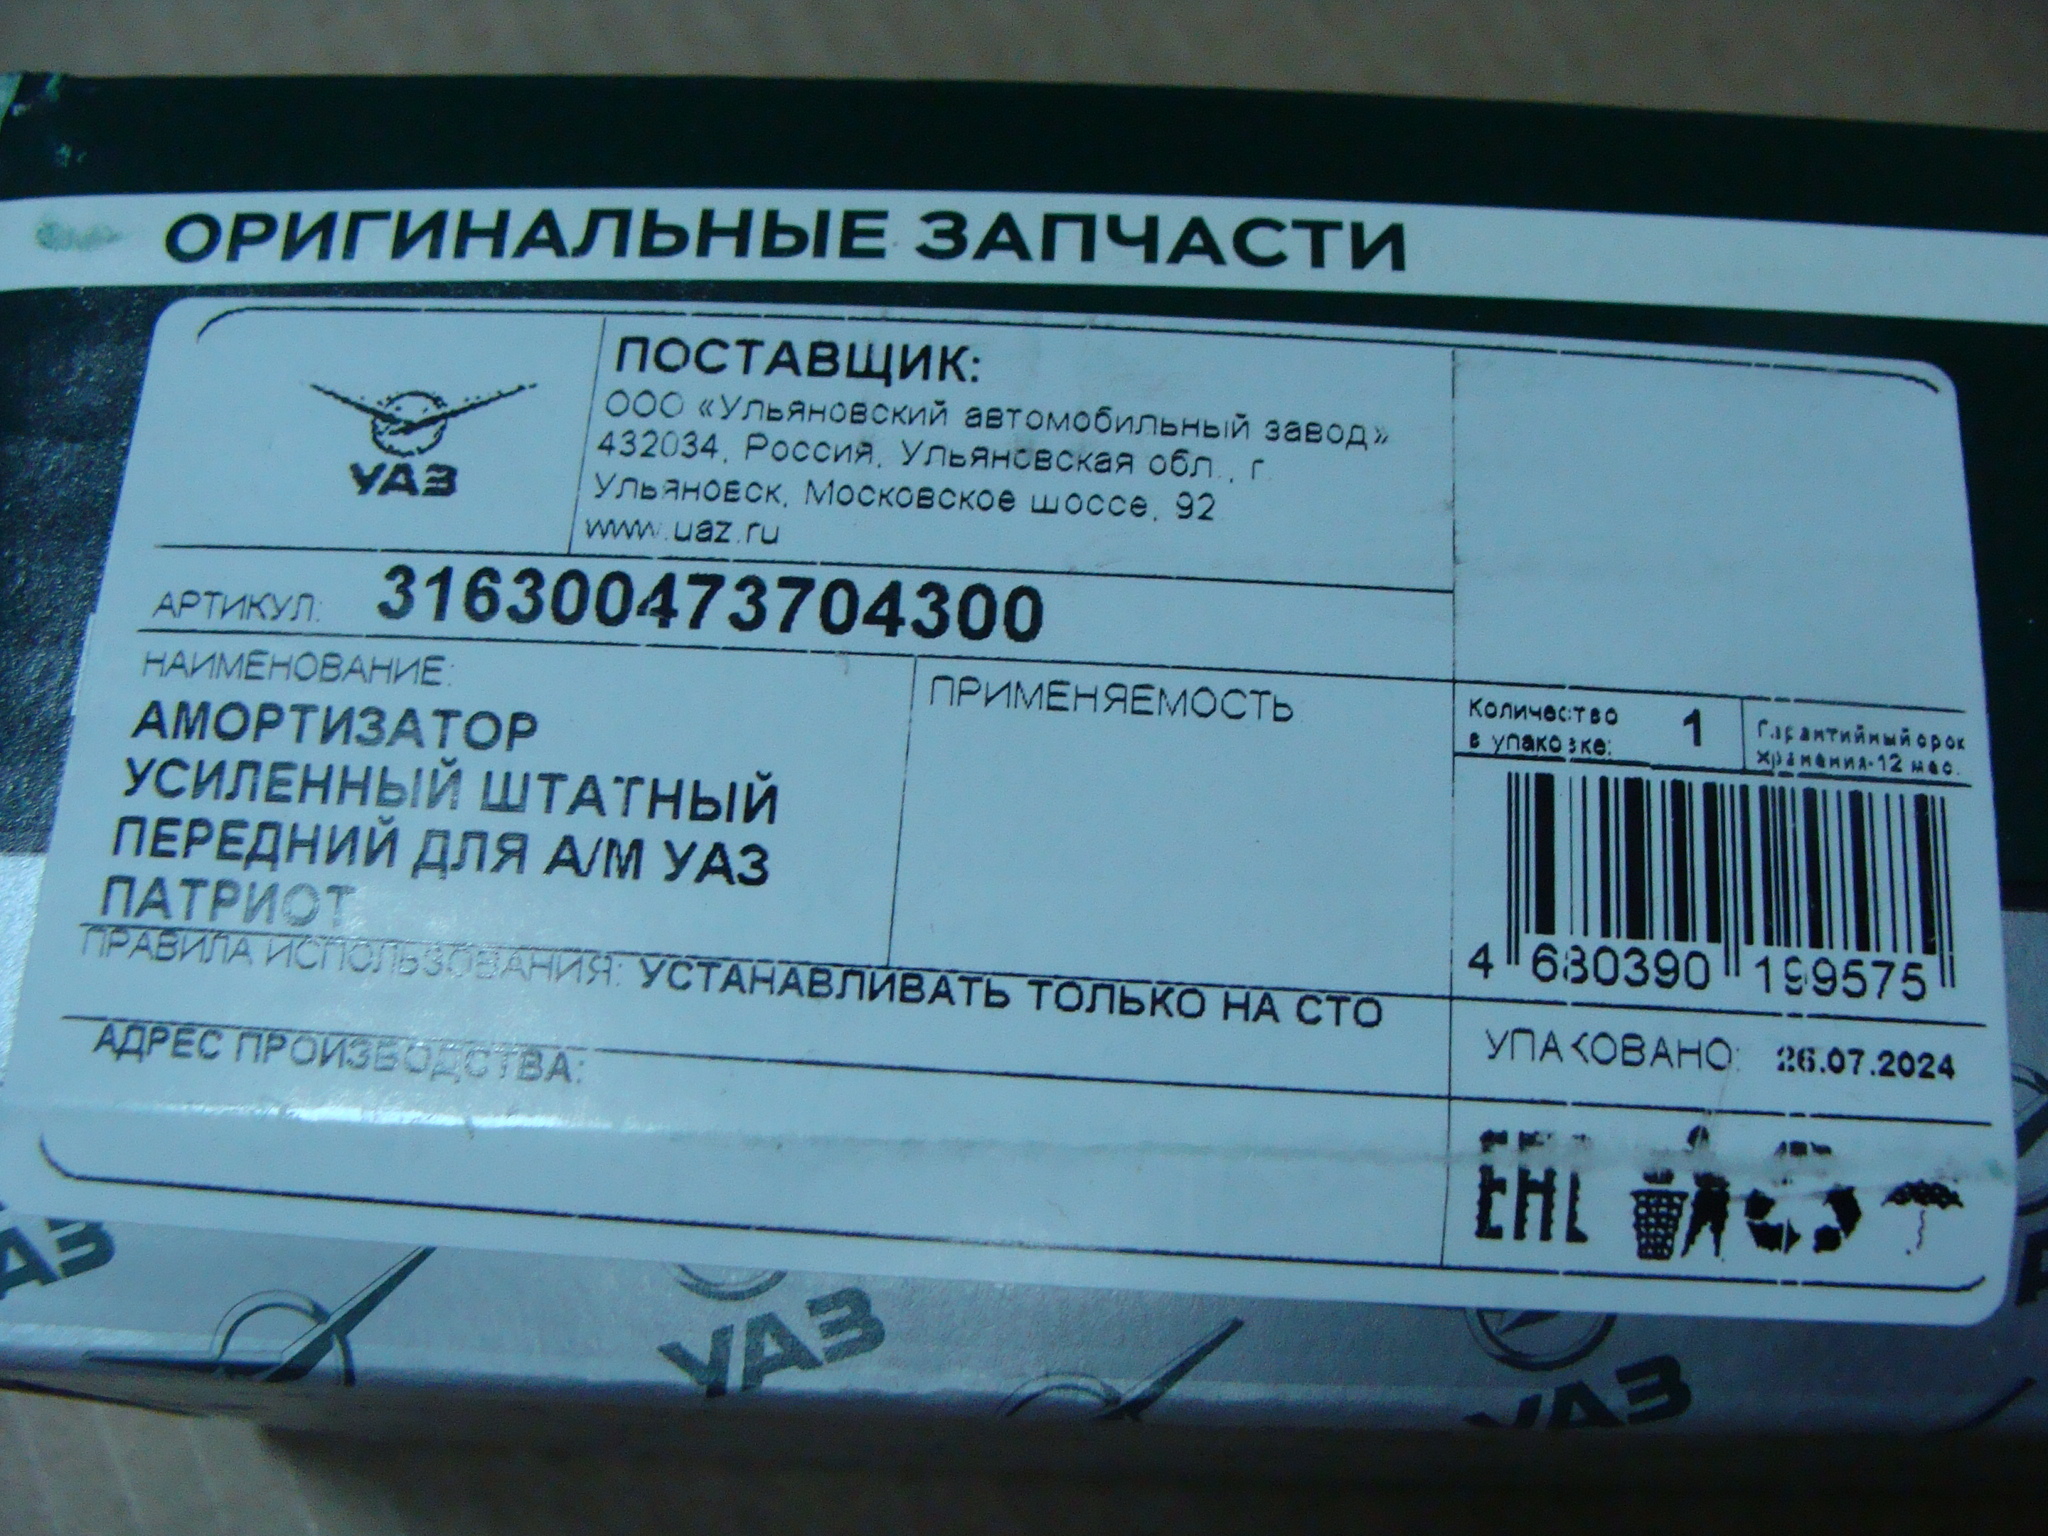 ОРИГИНАЛЬНЫЕ ЗАПЧАСТИ
УАЗ
ПОСТАВЩИК:
ООО «Ульяновский автомобильный завод»
432034, Россия, Ульяновская обл., г.
Ульяновск, Московское шоссе, 92
www.uaz.ru
АРТИКУЛ: 316300473704300
НАИМЕНОВАНИЕ:
АМОРТИЗАТОР
УСИЛЕННЫЙ ШТАТНЫЙ
ПЕРЕДНИЙ ДЛЯ А/М УАЗ
ПАТРИОТ
ПРИМЕНЯЕМОСТЬ
Количество
в упаковке: 1
Гарантийный срок
хранения-12 мес.
4 680390 199575
ПРАВИЛА ИСПОЛЬЗОВАНИЯ: УСТАНАВЛИВАТЬ ТОЛЬКО НА СТО
УПАКОВАНО: 26.07.2024
АДРЕС ПРОИЗВОДСТВА:
EAC
УАЗ
УАЗ
УАЗ